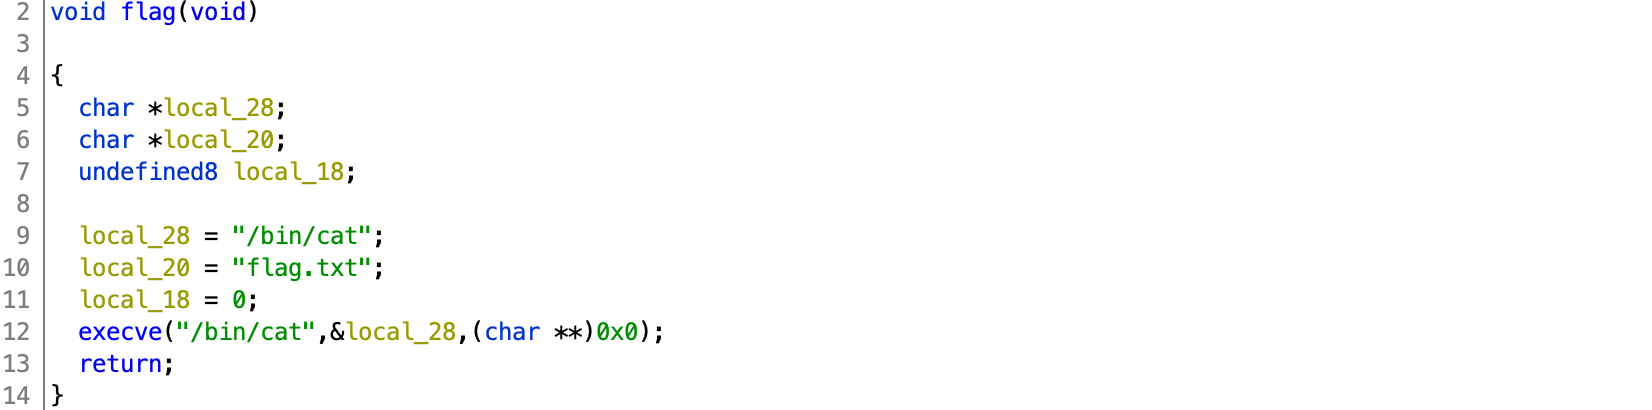 2 void flag(void)
3
4 {
5   char *local_28;
6   char *local_20;
7   undefined8 local_18;
8
9   local_28 = "/bin/cat";
10   local_20 = "flag.txt";
11   local_18 = 0;
12   execve("/bin/cat",&local_28,(char **)0x0);
13   return;
14 }